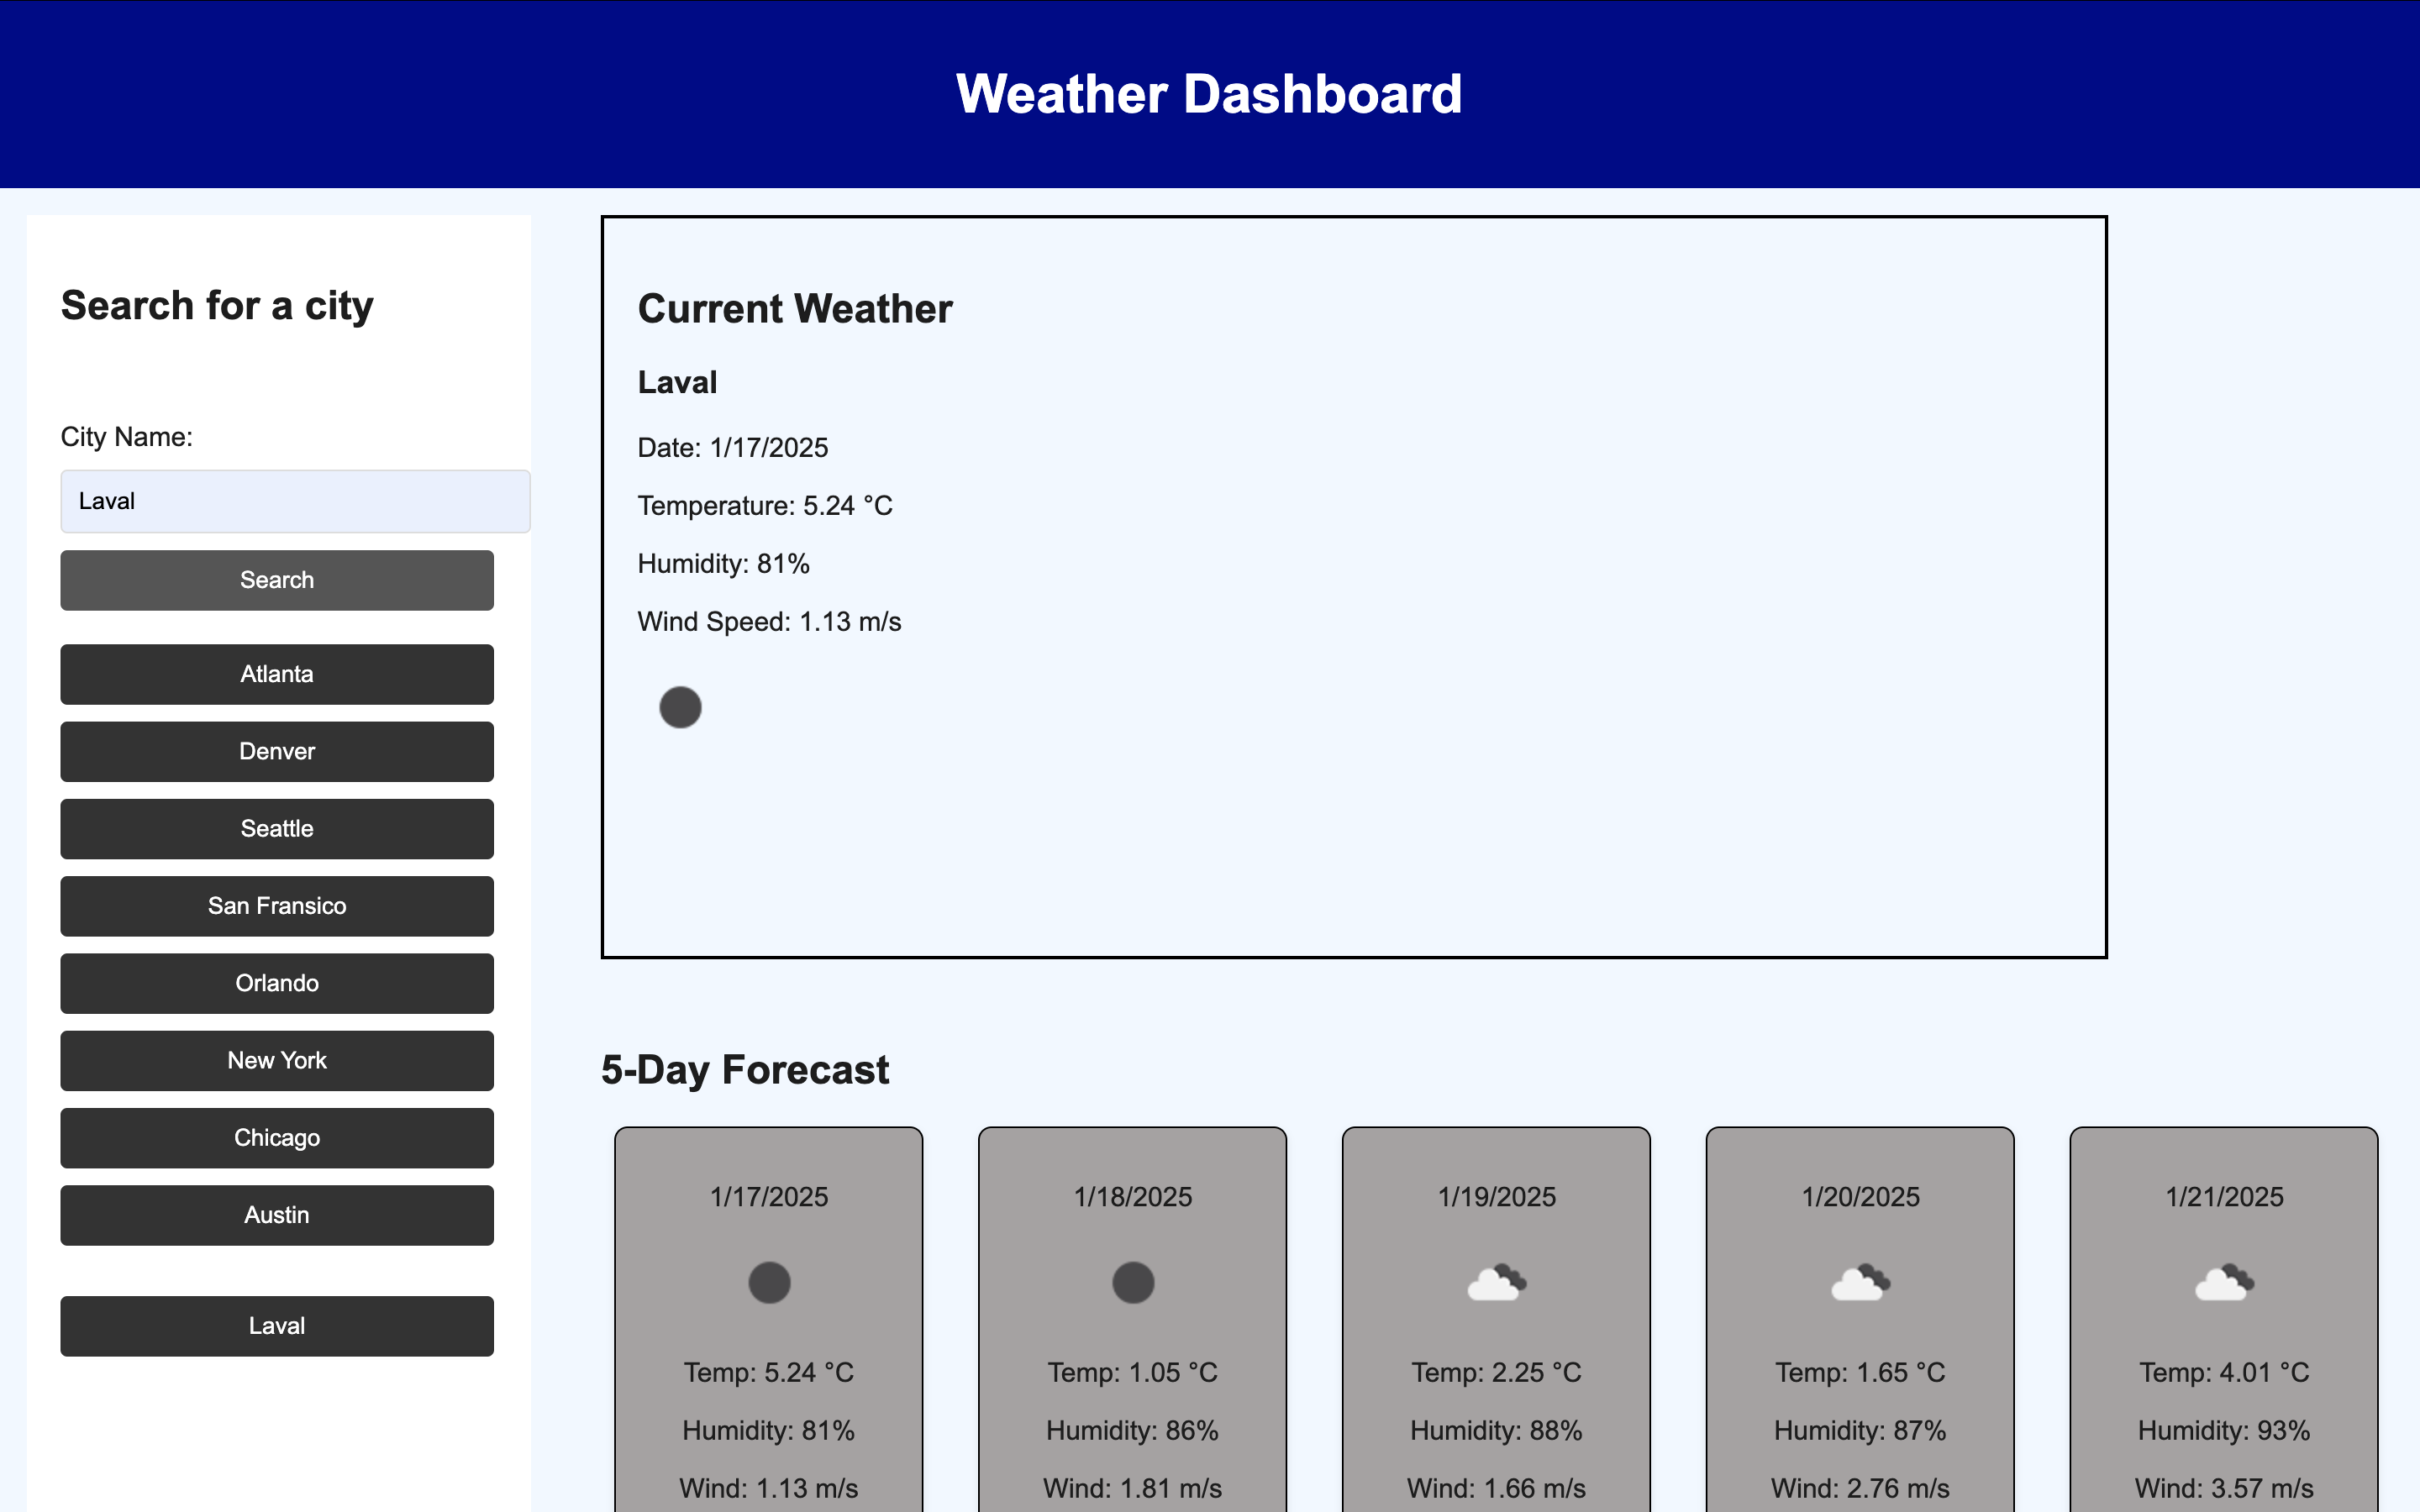 Weather Dashboard
Search for a city
City Name:
Laval
Search
Atlanta
Denver
Seattle
San Fransico
Orlando
New York
Chicago
Austin
Laval
Current Weather
Laval
Date: 1/17/2025
Temperature: 5.24 °C
Humidity: 81%
Wind Speed: 1.13 m/s
5-Day Forecast
1/17/2025
Temp: 5.24 °C
Humidity: 81%
Wind: 1.13 m/s
1/18/2025
Temp: 1.05 °C
Humidity: 86%
Wind: 1.81 m/s
1/19/2025
Temp: 2.25 °C
Humidity: 88%
Wind: 1.66 m/s
1/20/2025
Temp: 1.65 °C
Humidity: 87%
Wind: 2.76 m/s
1/21/2025
Temp: 4.01 °C
Humidity: 93%
Wind: 3.57 m/s